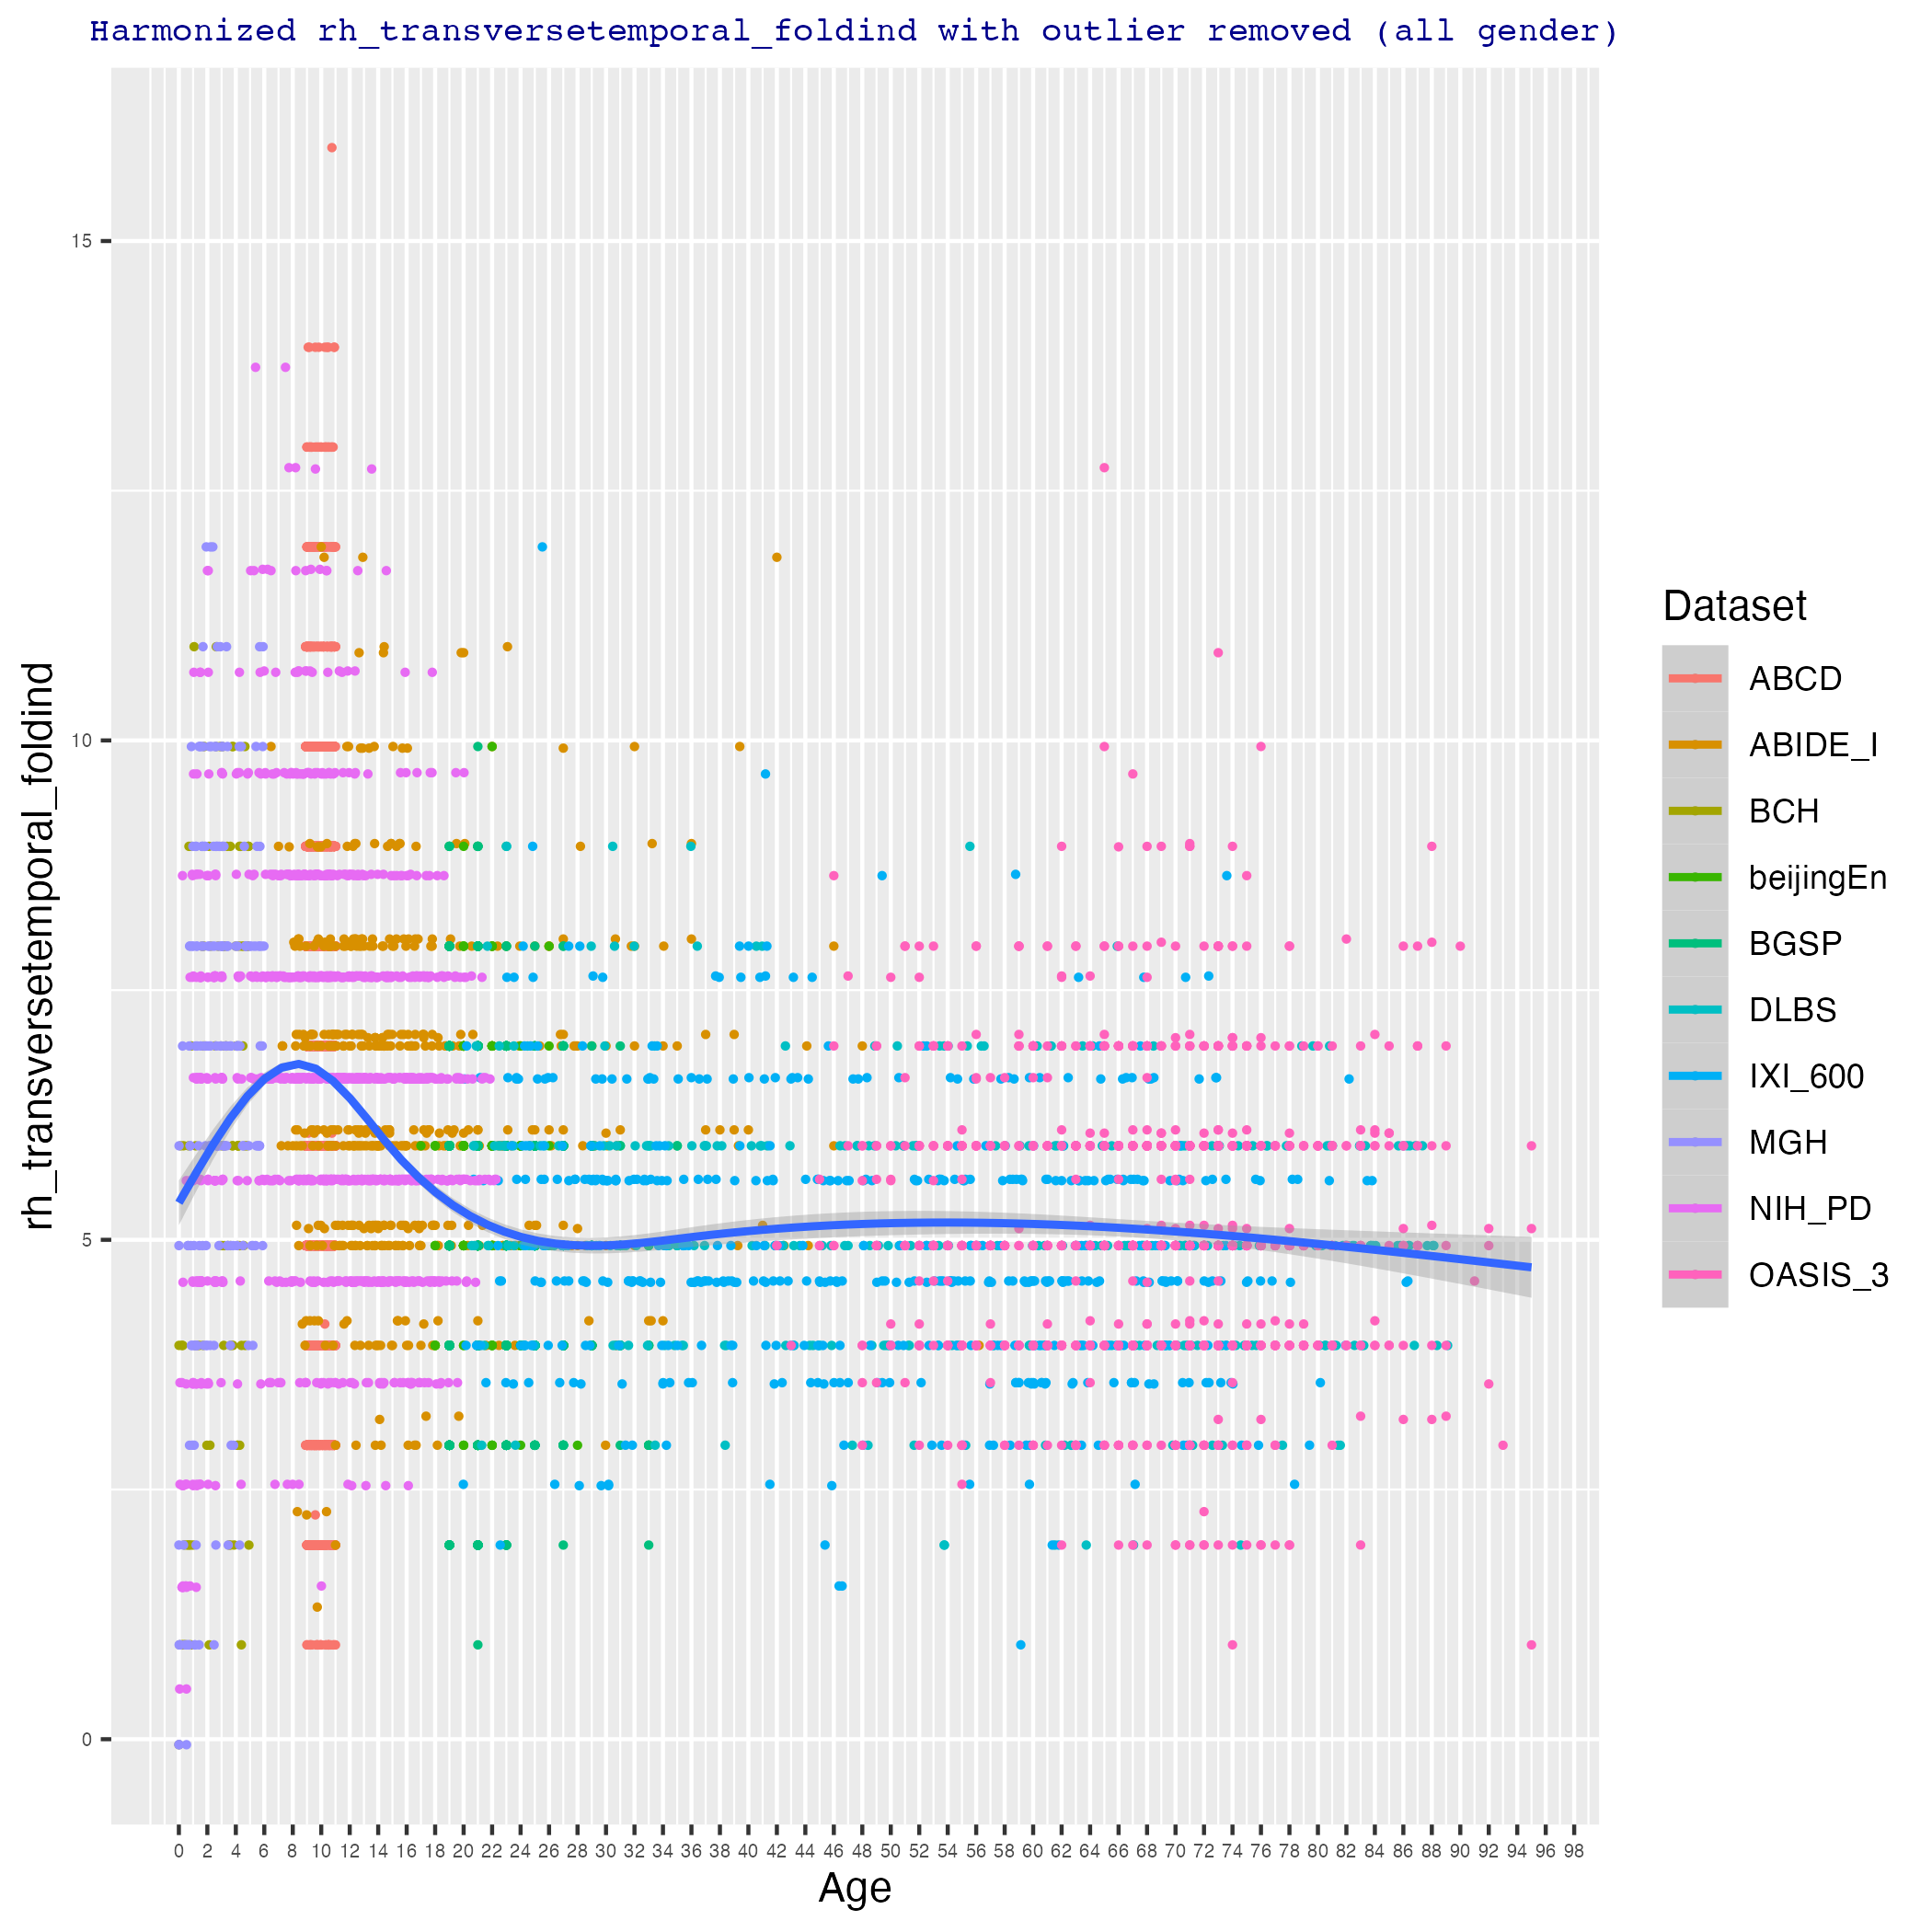 Harmonized rh_transversetemporal_foldind with outlier removed (all gender)
rh_transversetemporal_foldind
15
10
5
0
0 2 4 6 8 10 12 14 16 18 20 22 24 26 28 30 32 34 36 38 40 42 44 46 48 50 52 54 56 58 60 62 64 66 68 70 72 74 76 78 80 82 84 86 88 90 92 94 96 98
Age
Dataset
ABCD
ABIDE_I
BCH
beijingEn
BGSP
DLBS
IXI_600
MGH
NIH_PD
OASIS_3